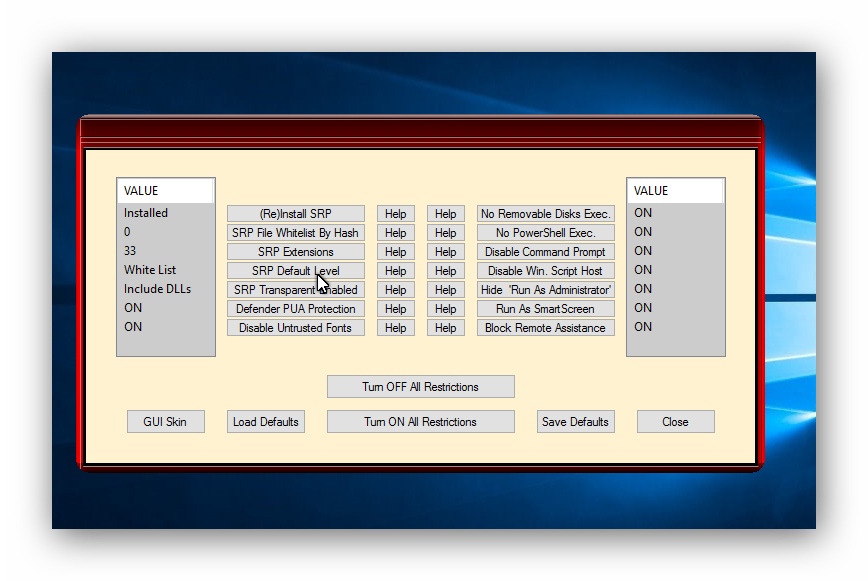 VALUE VALUE
Installed (Re)Install SRP Help Help No Removable Disks Exec. ON
0 SRP File Whitelist By Hash Help Help No PowerShell Exec. ON
33 SRP Extensions Help Help Disable Command Prompt ON
White List SRP Default Level Help Help Disable Win. Script Host ON
Include DLLs SRP Transparent Enabled Help Help Hide 'Run As Administrator' ON
ON Defender PUA Protection Help Help Run As SmartScreen ON
ON Disable Untrusted Fonts Help Help Block Remote Assistance ON
Turn OFF All Restrictions
GUI Skin Load Defaults Turn ON All Restrictions Save Defaults Close